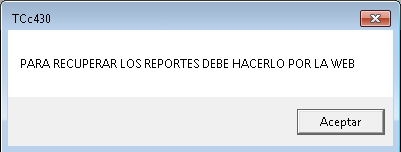 TCc430
PARA RECUPERAR LOS REPORTES DEBE HACERLO POR LA WEB
Aceptar